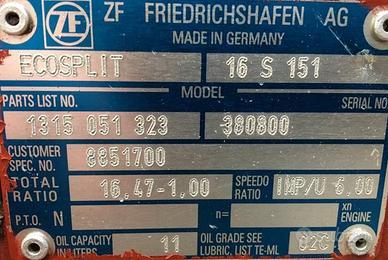 ZF FRIEDRICHSHAFEN AG
MADE IN GERMANY
ECOSPLIT 16 S 151
MODEL
PARTS LIST NO. SERIAL NO
1315 051 323 380800
CUSTOMER SPEC. NO. 8851700
TOTAL RATIO 16,47-1,00 SPEEDO RATIO IMP/U 6,00
P.T.O. N n= xn ENGINE
OIL CAPACITY IN LITERS 11 OIL GRADE SEE LUBRIC. LIST TE-ML 02C